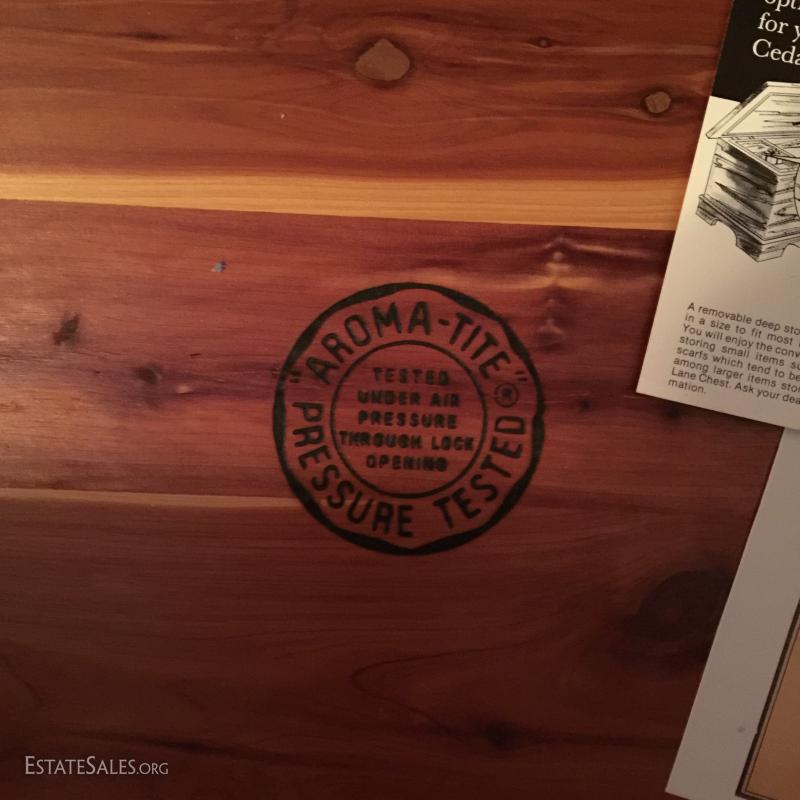 for
Ceda
"AROMA-TITE"®
TESTED
UNDER AIR
PRESSURE
THROUGH LOCK
OPENING
PRESSURE TESTED
A removable deep sto
in a size to fit most
You will enjoy the conv
storing small items su
scarfs which tend to be
among larger items stor
Lane Chest. Ask your dea
mation.
ESTATESALES.ORG